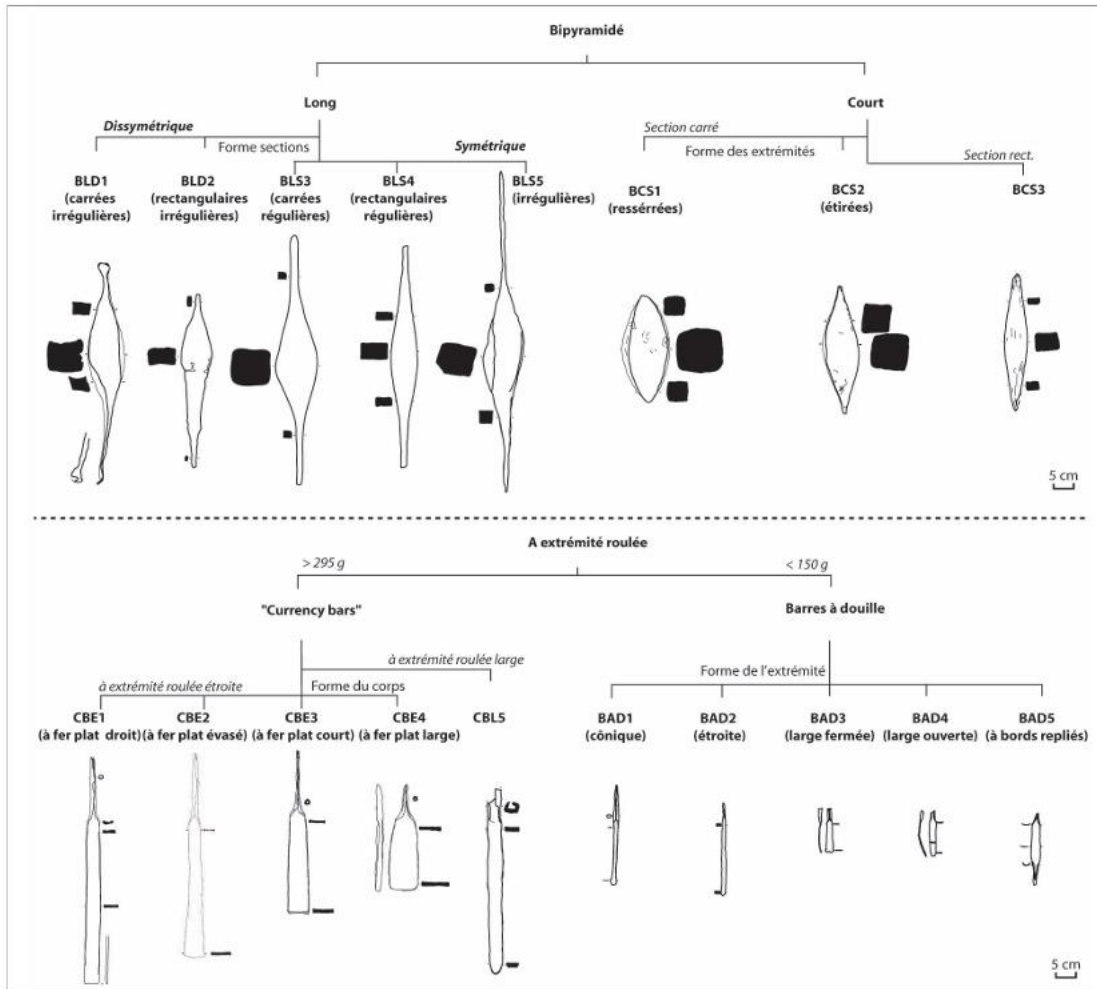 Bipyramidé
Long
Court
Dissymétrique
Forme sections
Symétrique
Section carré
Forme des extrémités
Section rect.
BLD1
(carrées
irrégulières)
BLD2
(rectangulaires
irrégulières)
BLS3
(carrées
régulières)
BLS4
(rectangulaires
régulières)
BLS5
(irrégulières)
BCS1
(ressérrées)
BCS2
(étirées)
BCS3
5 cm
A extrémité roulée
> 295 g
< 150 g
"Currency bars"
Barres à douille
à extrémité roulée large
à extrémité roulée étroite
Forme du corps
Forme de l'extrémité
CBE1
(à fer plat droit)
CBE2
(à fer plat évasé)
CBE3
(à fer plat court)
CBE4
(à fer plat large)
CBL5
BAD1
(cônique)
BAD2
(étroite)
BAD3
(large fermée)
BAD4
(large ouverte)
BAD5
(à bords repliés)
5 cm